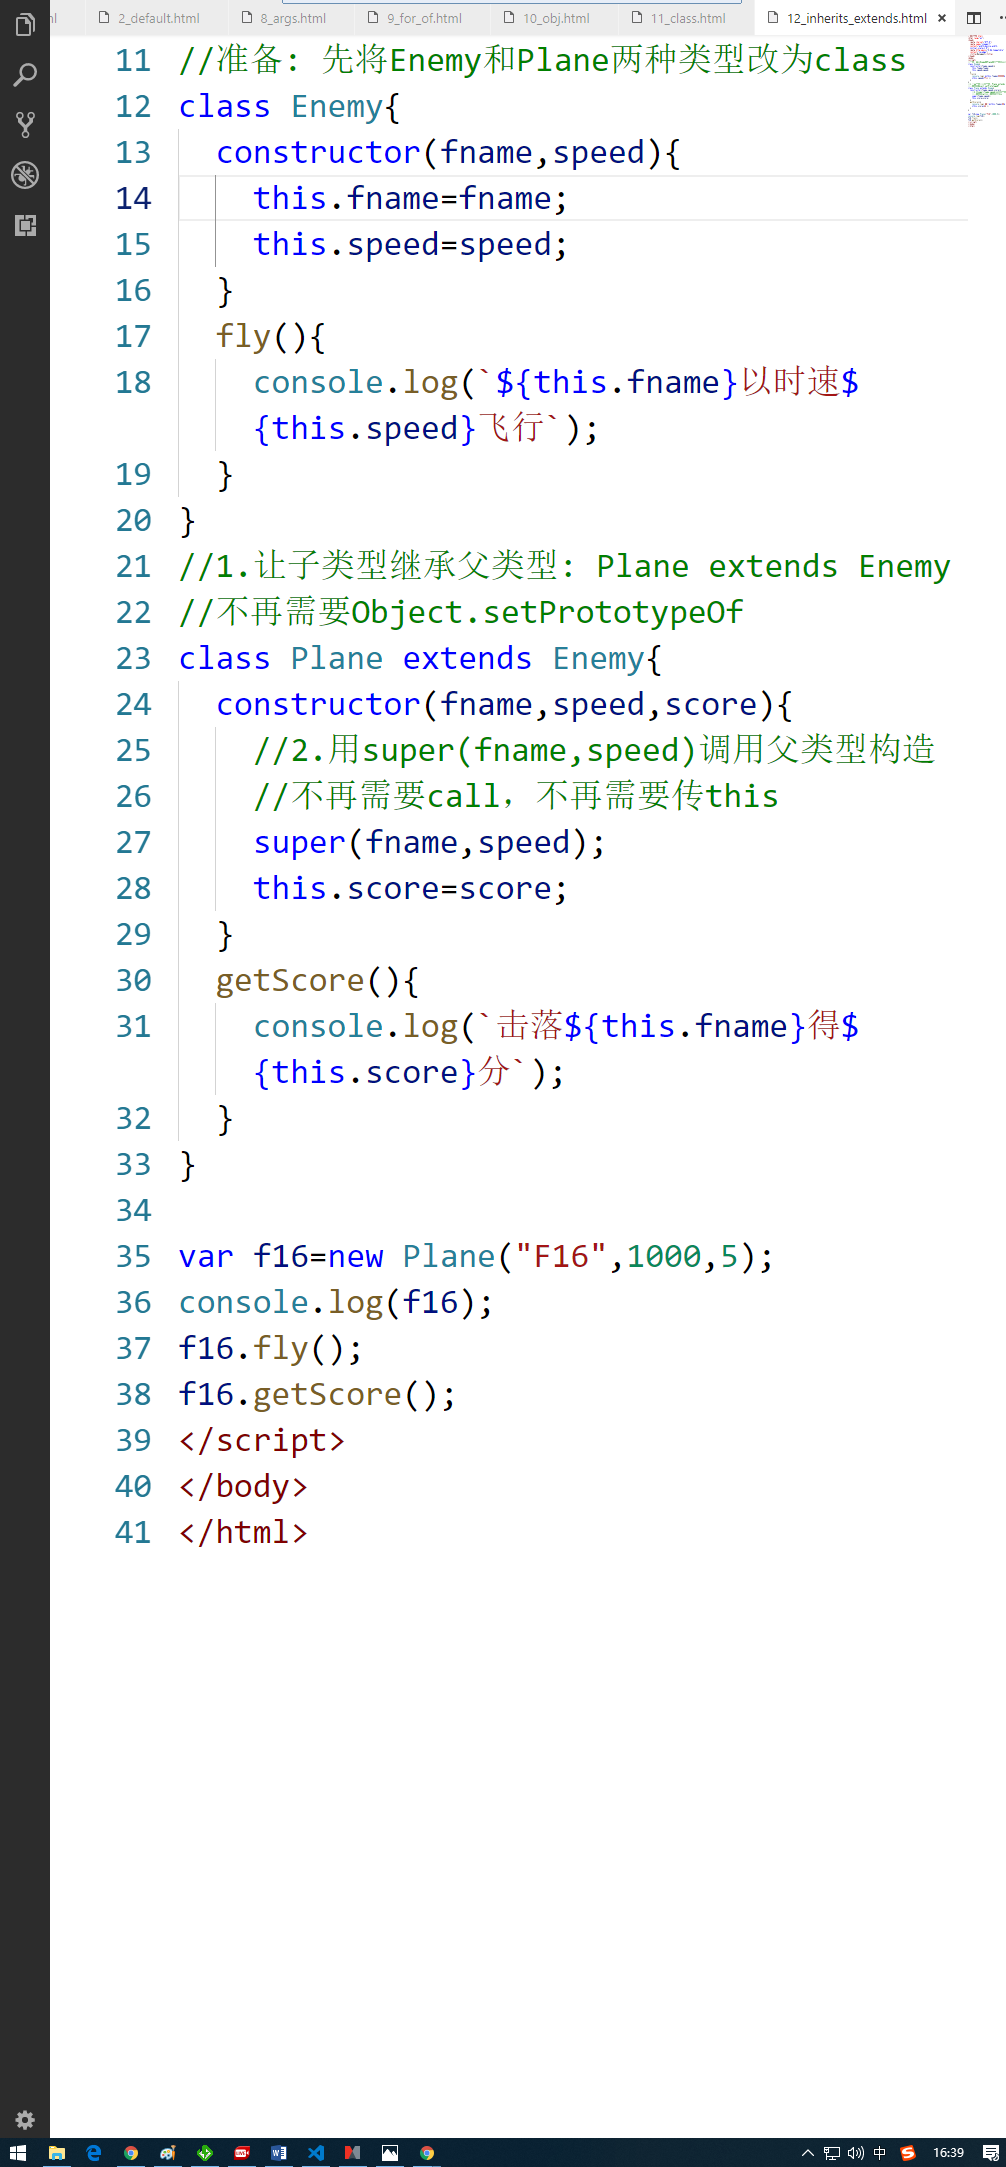 ml 2_default.html 8_args.html 9_for_of.html 10_obj.html 11_class.html 12_inherits_extends.html ×
11 //准备: 先将Enemy和Plane两种类型改为class
12 class Enemy{
13 constructor(fname,speed){
14 this.fname=fname;
15 this.speed=speed;
16 }
17 fly(){
18 console.log(`${this.fname}以时速$
{this.speed}飞行`);
19 }
20 }
21 //1.让子类型继承父类型: Plane extends Enemy
22 //不再需要Object.setPrototypeOf
23 class Plane extends Enemy{
24 constructor(fname,speed,score){
25 //2.用super(fname,speed)调用父类型构造
26 //不再需要call，不再需要传this
27 super(fname,speed);
28 this.score=score;
29 }
30 getScore(){
31 console.log(`击落${this.fname}得$
{this.score}分`);
32 }
33 }
34
35 var f16=new Plane("F16",1000,5);
36 console.log(f16);
37 f16.fly();
38 f16.getScore();
39 </script>
40 </body>
41 </html>
中 16:39